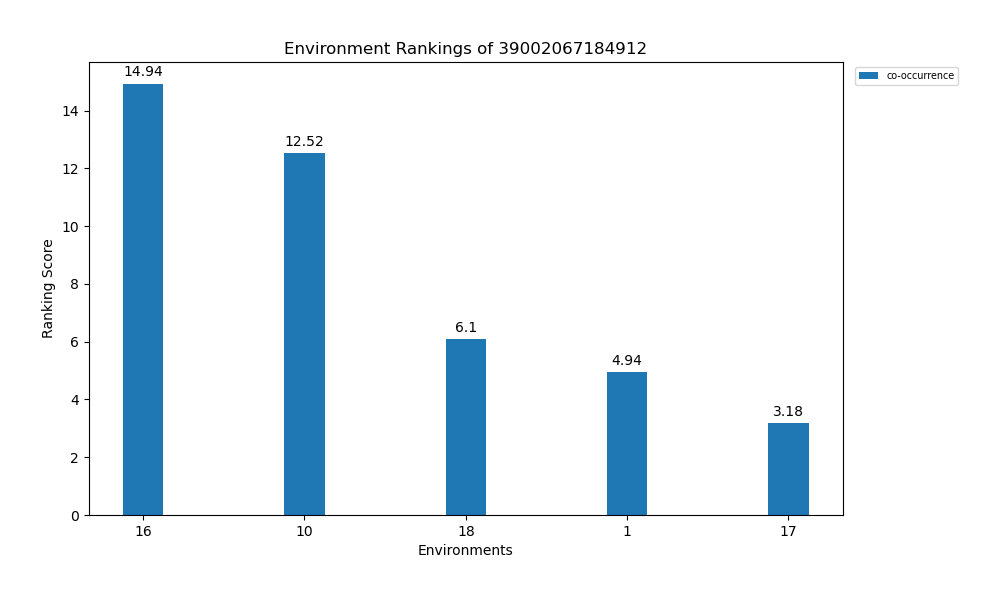 Environment Rankings of 39002067184912
co-occurrence
Ranking Score
14
12
10
8
6
4
2
0
14.94
12.52
6.1
4.94
3.18
16 10 18 1 17
Environments